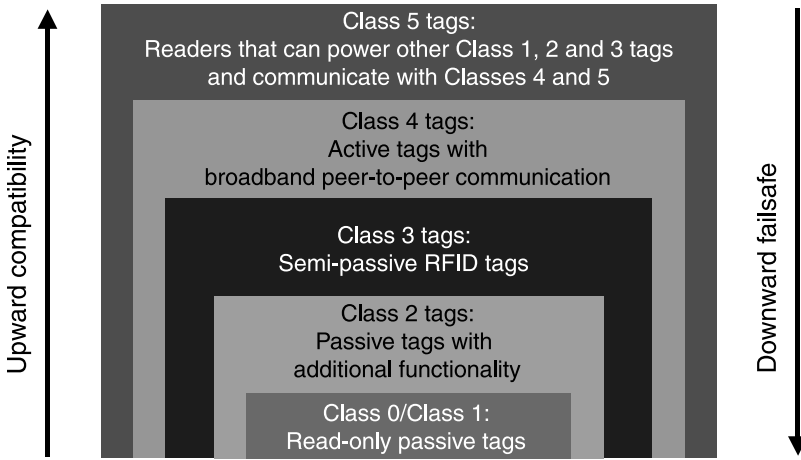 Class 5 tags:
Readers that can power other Class 1, 2 and 3 tags
and communicate with Classes 4 and 5
Class 4 tags:
Active tags with
broadband peer-to-peer communication
Class 3 tags:
Semi-passive RFID tags
Class 2 tags:
Passive tags with
additional functionality
Class 0/Class 1:
Read-only passive tags
Upward compatibility
Downward failsafe